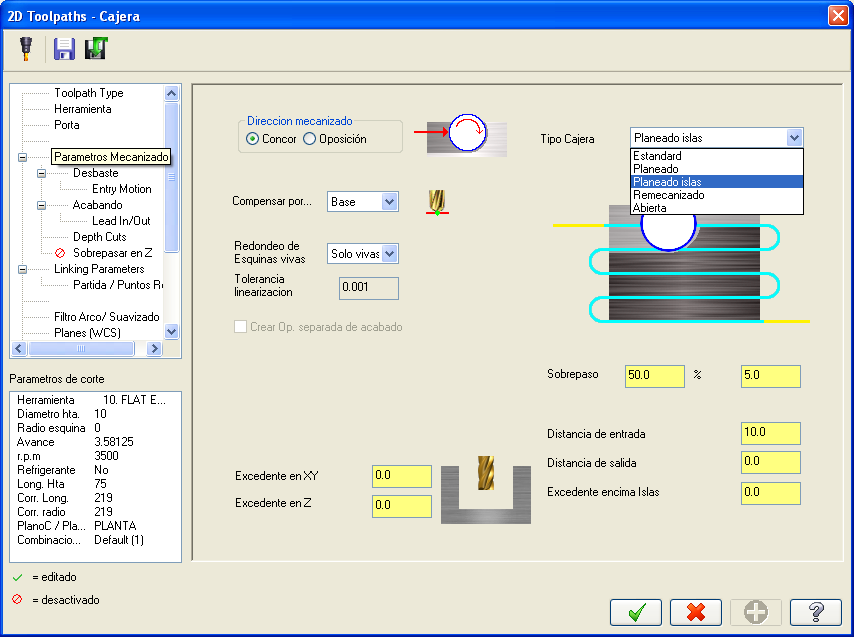 2D Toolpaths - Cajera
Toolpath Type
Herramienta
Porta
Parametros Mecanizado
Desbaste
Entry Motion
Acabando
Lead In/Out
Depth Cuts
Sobrepasar en Z
Linking Parameters
Partida / Puntos R
Filtro Arco/ Suavizado
Planes (WCS)
Parametros de corte
Herramienta 10. FLAT E...
Diametro hta. 10
Radio esquina 0
Avance 3.58125
r.p.m 3500
Refrigerante No
Long. Hta 75
Corr. Long. 219
Corr. radio 219
PlanoC / Pla... PLANTA
Combinacio... Default (1)
= editado
= desactivado
Direccion mecanizado
Concor Oposición
Compensar por... Base
Redondeo de
Esquinas vivas
Solo vivas
Tolerancia
linearizacion
0.001
Crear Op. separada de acabado
Excedente en XY 0.0
Excedente en Z 0.0
Tipo Cajera Planeado islas
Estandard
Planeado
Planeado islas
Remecanizado
Abierta
Sobrepaso 50.0 % 5.0
Distancia de entrada 10.0
Distancia de salida 0.0
Excedente encima Islas 0.0